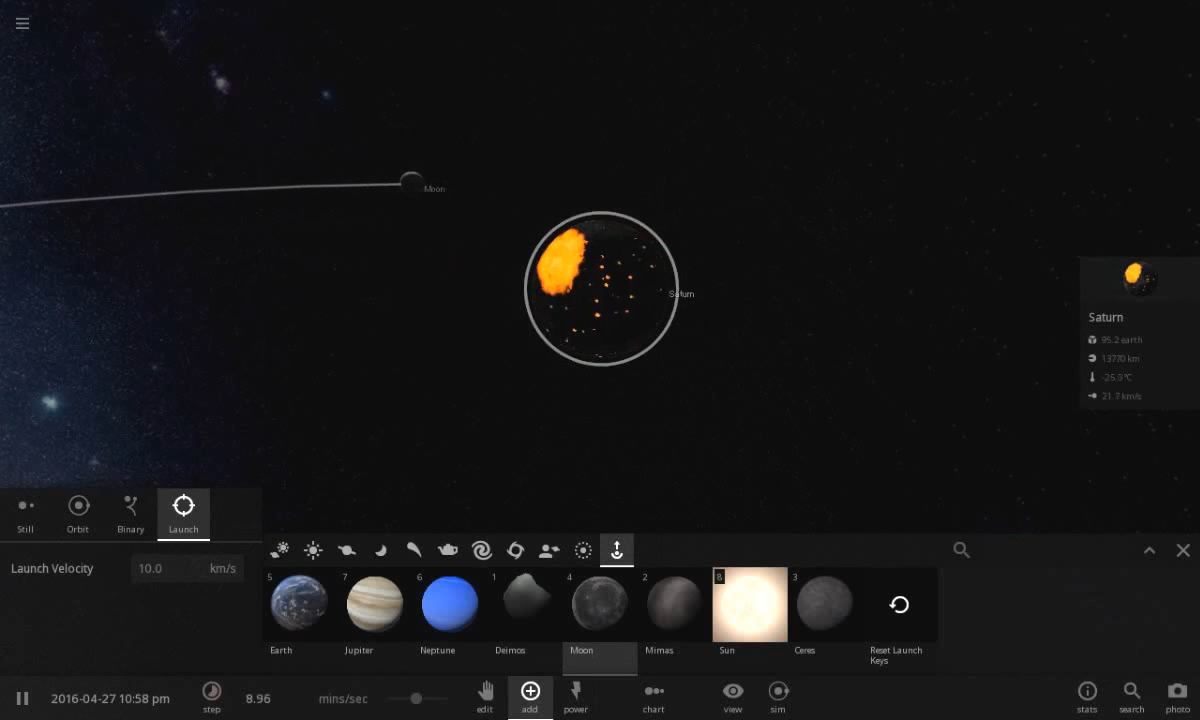 Moon
Saturn
Saturn
95.2 earth
13770 km
-25.0 °C
21.7 km/s
Still
Orbit
Binary
Launch
Launch Velocity
10.0 km/s
5
7
6
1
4
2
8
3
Earth
Jupiter
Neptune
Deimos
Moon
Mimas
Sun
Ceres
Reset Launch
Keys
2016-04-27 10:58 pm
step
8.96 mins/sec
edit
add
power
chart
view
sim
stats
search
photo